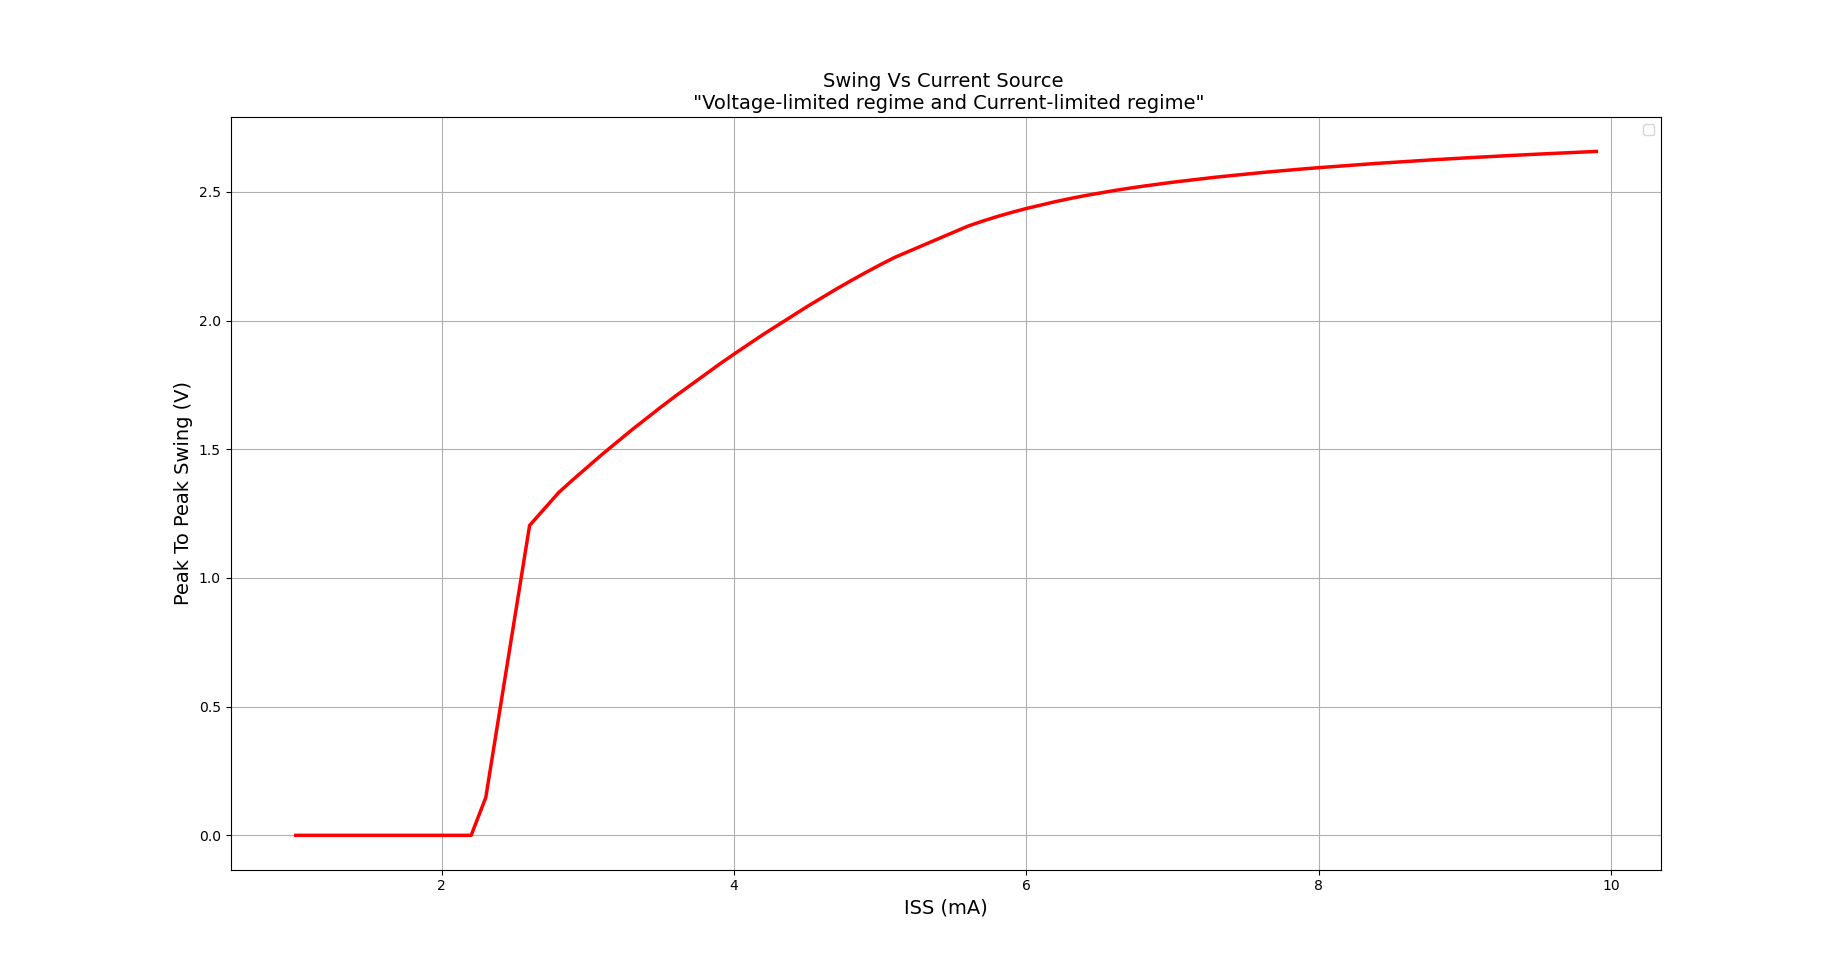 Swing Vs Current Source
"Voltage-limited regime and Current-limited regime"
Peak To Peak Swing (V)
2.5
2.0
1.5
1.0
0.5
0.0
2 4 6 8 10
ISS (mA)